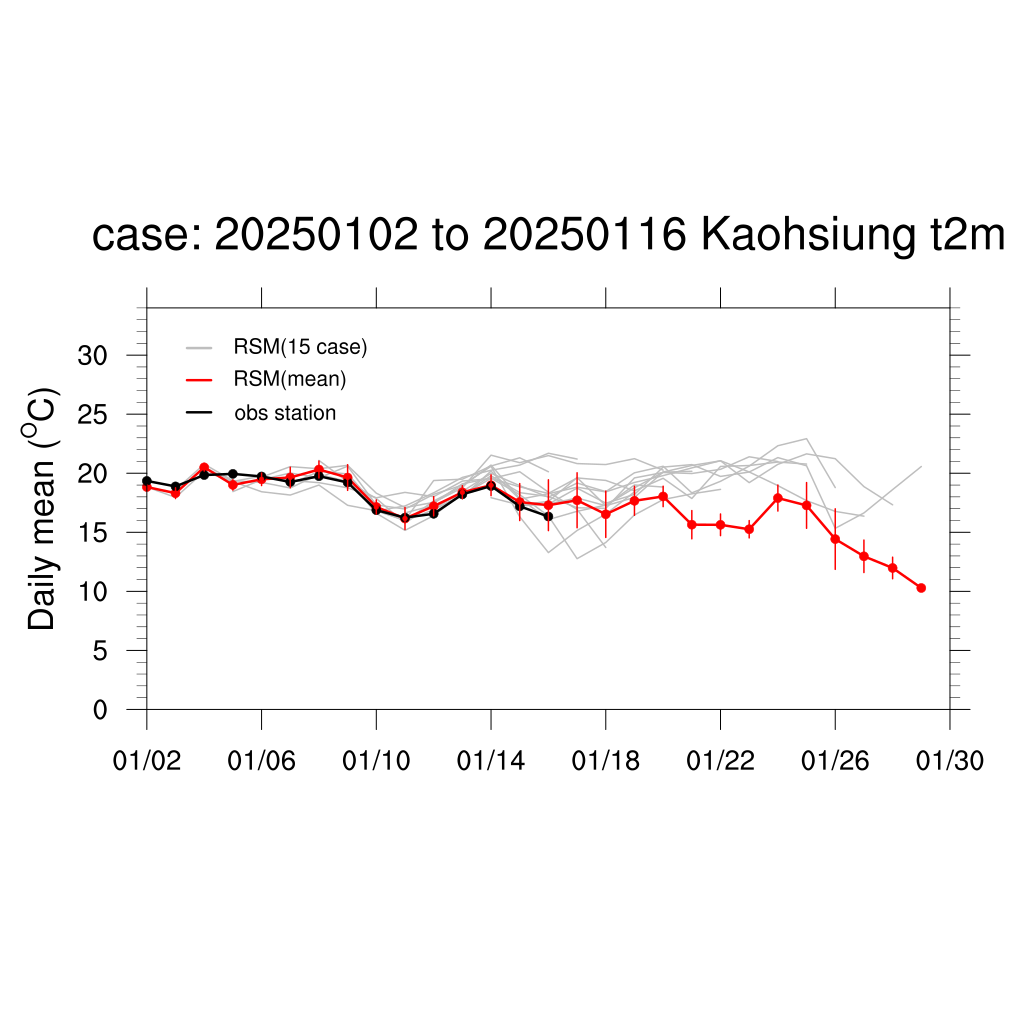 case: 20250102 to 20250116 Kaohsiung t2m
RSM(15 case)
RSM(mean)
obs station
Daily mean (°C)
30
25
20
15
10
5
0
01/02 01/06 01/10 01/14 01/18 01/22 01/26 01/30